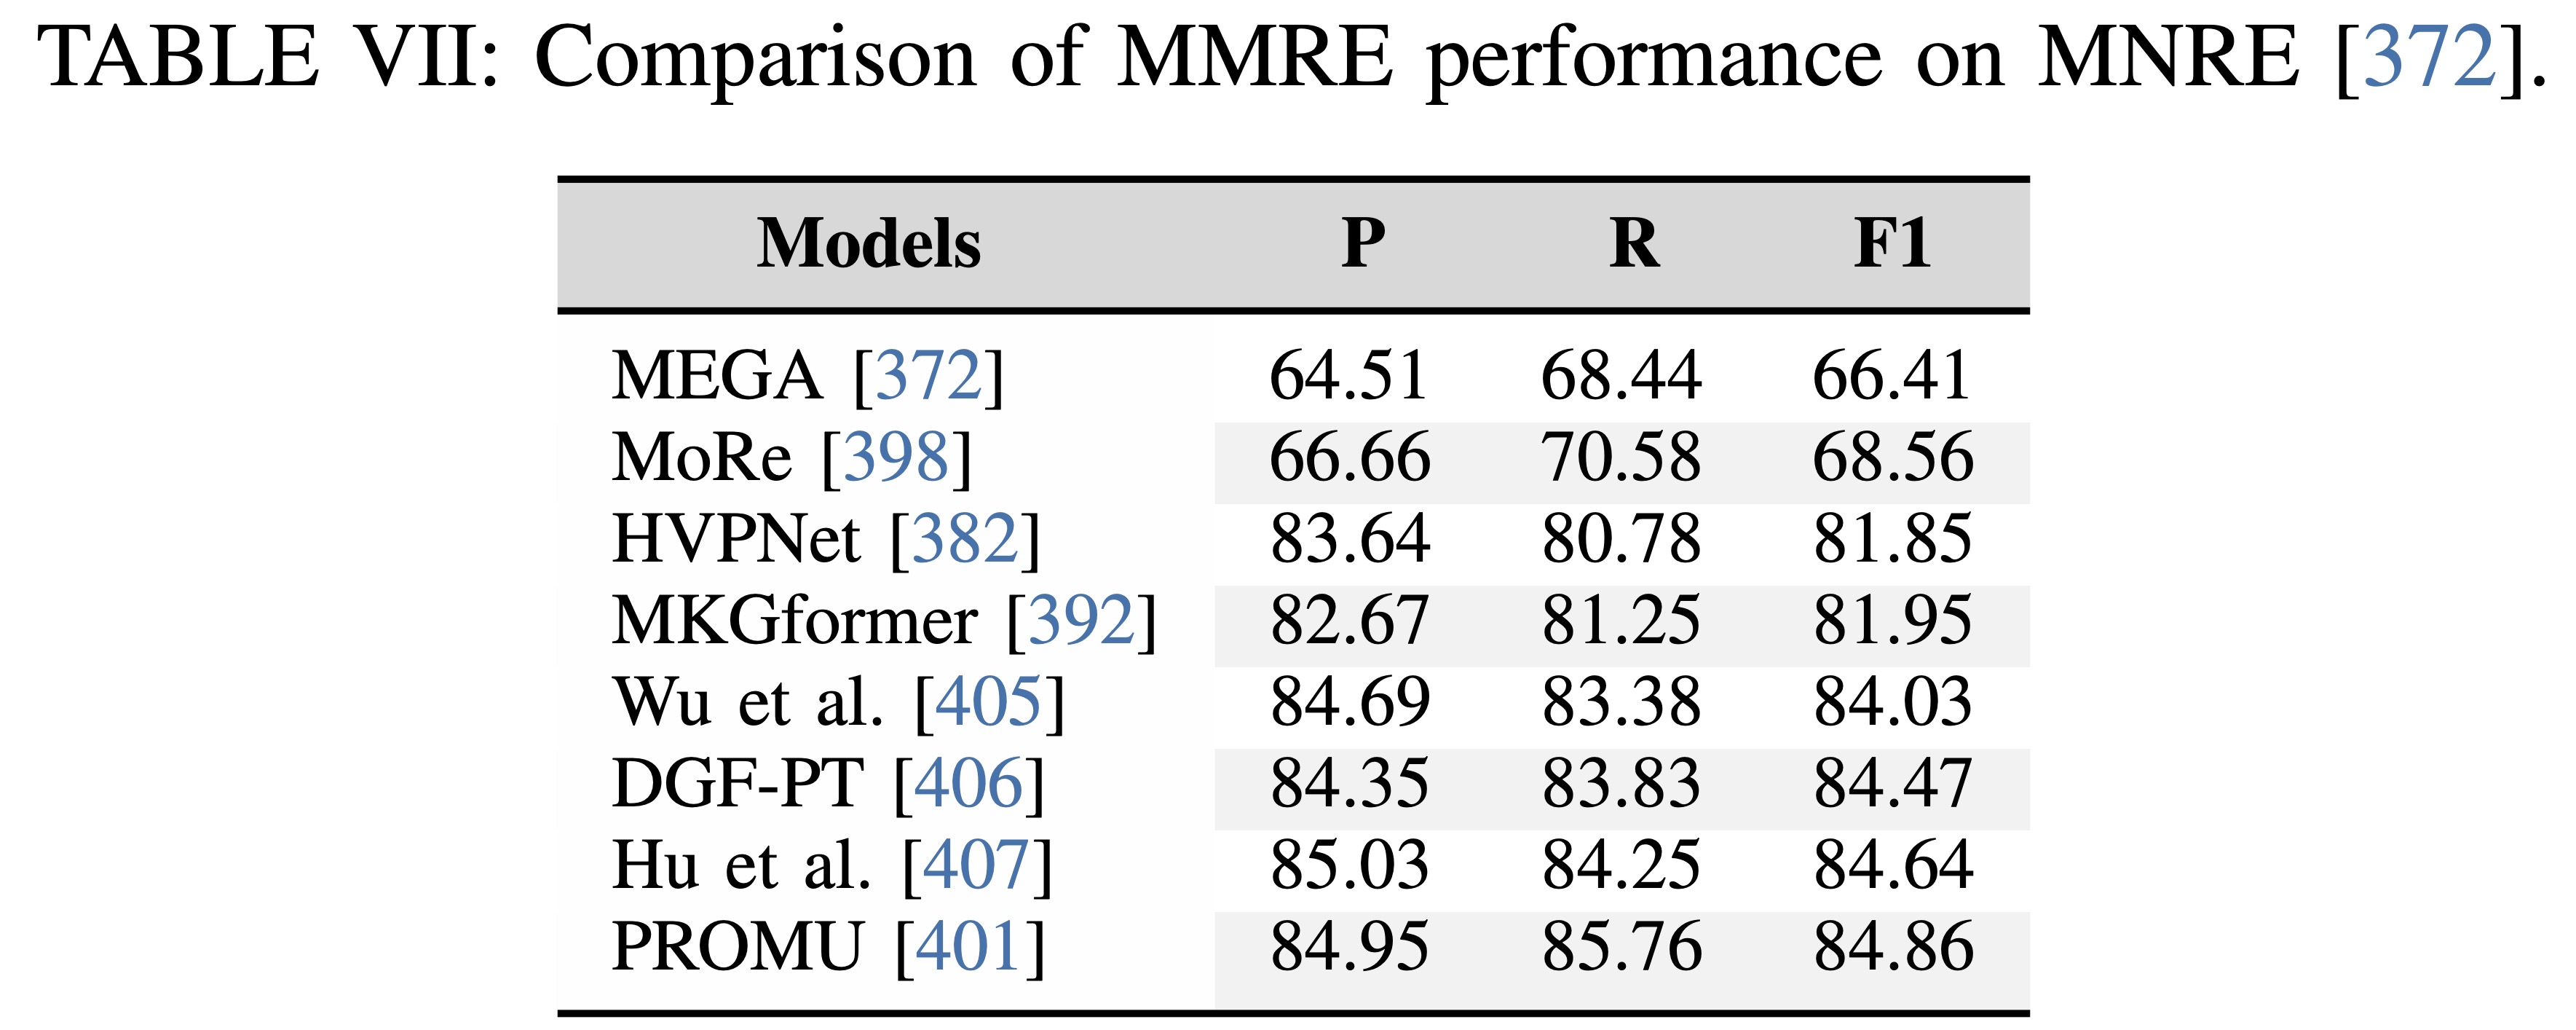 TABLE VII: Comparison of MMRE performance on MNRE [372].
Models P R F1
MEGA [372] 64.51 68.44 66.41
MoRe [398] 66.66 70.58 68.56
HVPNet [382] 83.64 80.78 81.85
MKGformer [392] 82.67 81.25 81.95
Wu et al. [405] 84.69 83.38 84.03
DGF-PT [406] 84.35 83.83 84.47
Hu et al. [407] 85.03 84.25 84.64
PROMU [401] 84.95 85.76 84.86